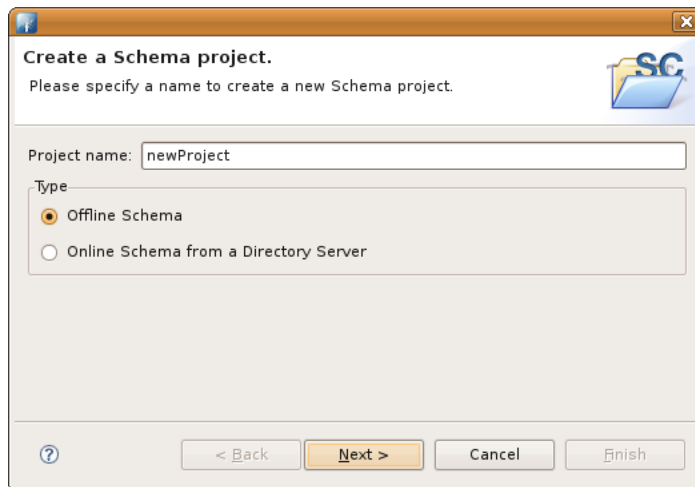 SC
Create a Schema project.
Please specify a name to create a new Schema project.
Project name: newProject
Type
Offline Schema
Online Schema from a Directory Server
?
< Back Next > Cancel Finish